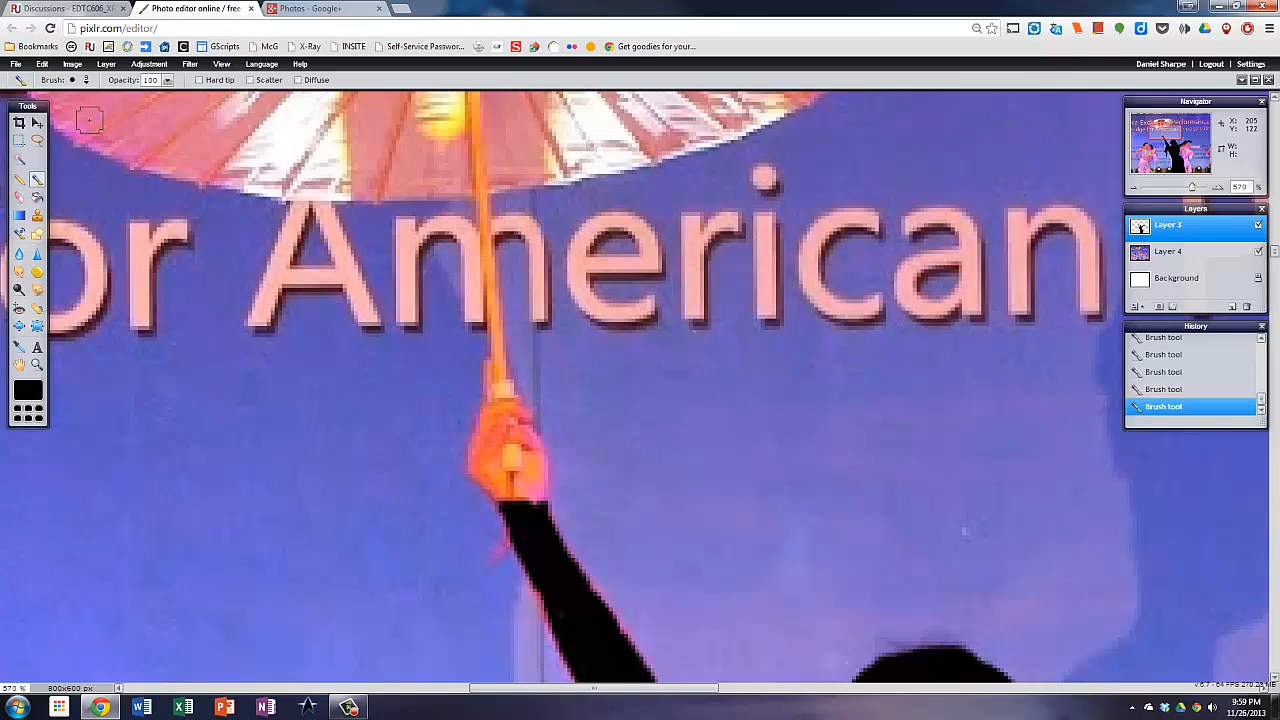 Discussions - EDTC606_XF
Photo editor online / free
Photos - Google+
pixlr.com/editor/
Bookmarks
GScripts
McG
X-Ray
INSITE
Self-Service Passwor...
Get goodies for your...
File Edit Image Layer Adjustment Filter View Language Help
Daniel Sharpe | Logout | Settings
Brush: Opacity: 100 Hard tip Scatter Diffuse
Tools
Navigator
X: 205
Y: 122
W:
H:
570 %
Layers
Layer 3
Layer 4
Background
History
Brush tool
Brush tool
Brush tool
Brush tool
Brush tool
or American
570 % 800x600 px
9:59 PM
11/26/2013